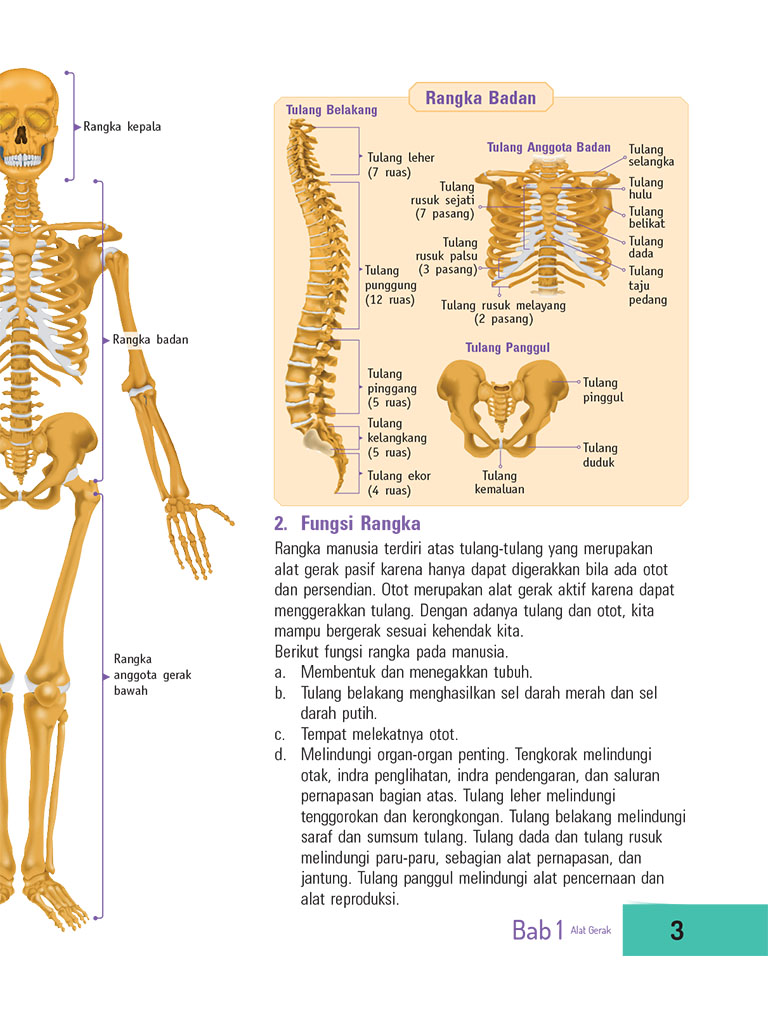 Rangka kepala
Rangka badan
Rangka
anggota gerak
bawah
Rangka Badan
Tulang Belakang
Tulang leher
(7 ruas)
Tulang
punggung
(12 ruas)
Tulang
pinggang
(5 ruas)
Tulang
kelangkang
(5 ruas)
Tulang ekor
(4 ruas)
Tulang Anggota Badan
Tulang
rusuk sejati
(7 pasang)
Tulang
rusuk palsu
(3 pasang)
Tulang rusuk melayang
(2 pasang)
Tulang
selangka
Tulang
hulu
Tulang
belikat
Tulang
dada
Tulang
taju
pedang
Tulang Panggul
Tulang
pinggul
Tulang
duduk
Tulang
kemaluan
2. Fungsi Rangka
Rangka manusia terdiri atas tulang-tulang yang merupakan
alat gerak pasif karena hanya dapat digerakkan bila ada otot
dan persendian. Otot merupakan alat gerak aktif karena dapat
menggerakkan tulang. Dengan adanya tulang dan otot, kita
mampu bergerak sesuai kehendak kita.
Berikut fungsi rangka pada manusia.
a. Membentuk dan menegakkan tubuh.
b. Tulang belakang menghasilkan sel darah merah dan sel
darah putih.
c. Tempat melekatnya otot.
d. Melindungi organ-organ penting. Tengkorak melindungi
otak, indra penglihatan, indra pendengaran, dan saluran
pernapasan bagian atas. Tulang leher melindungi
tenggorokan dan kerongkongan. Tulang belakang melindungi
saraf dan sumsum tulang. Tulang dada dan tulang rusuk
melindungi paru-paru, sebagian alat pernapasan, dan
jantung. Tulang panggul melindungi alat pencernaan dan
alat reproduksi.
Bab 1 Alat Gerak 3